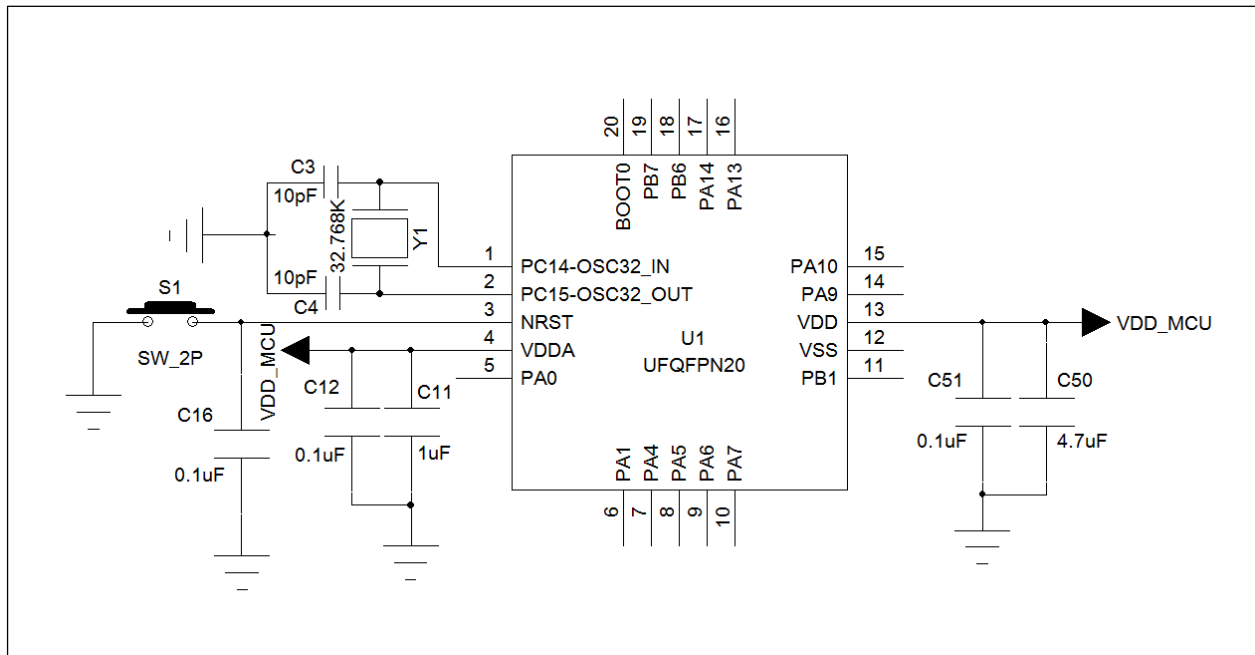 20
19
18
17
16
BOOT0
PB7
PB6
PA14
PA13
C3
10pF
32.768K
Y1
10pF
C4
1
PC14-OSC32_IN
2
PC15-OSC32_OUT
3
NRST
4
VDDA
5
PA0
S1
SW_2P
VDD_MCU
C16
0.1uF
C12
0.1uF
C11
1uF
U1
UFQFPN20
PA10
15
PA9
14
VDD
13
VSS
12
PB1
11
VDD_MCU
C51
0.1uF
C50
4.7uF
PA1
PA4
PA5
PA6
PA7
6
7
8
9
10